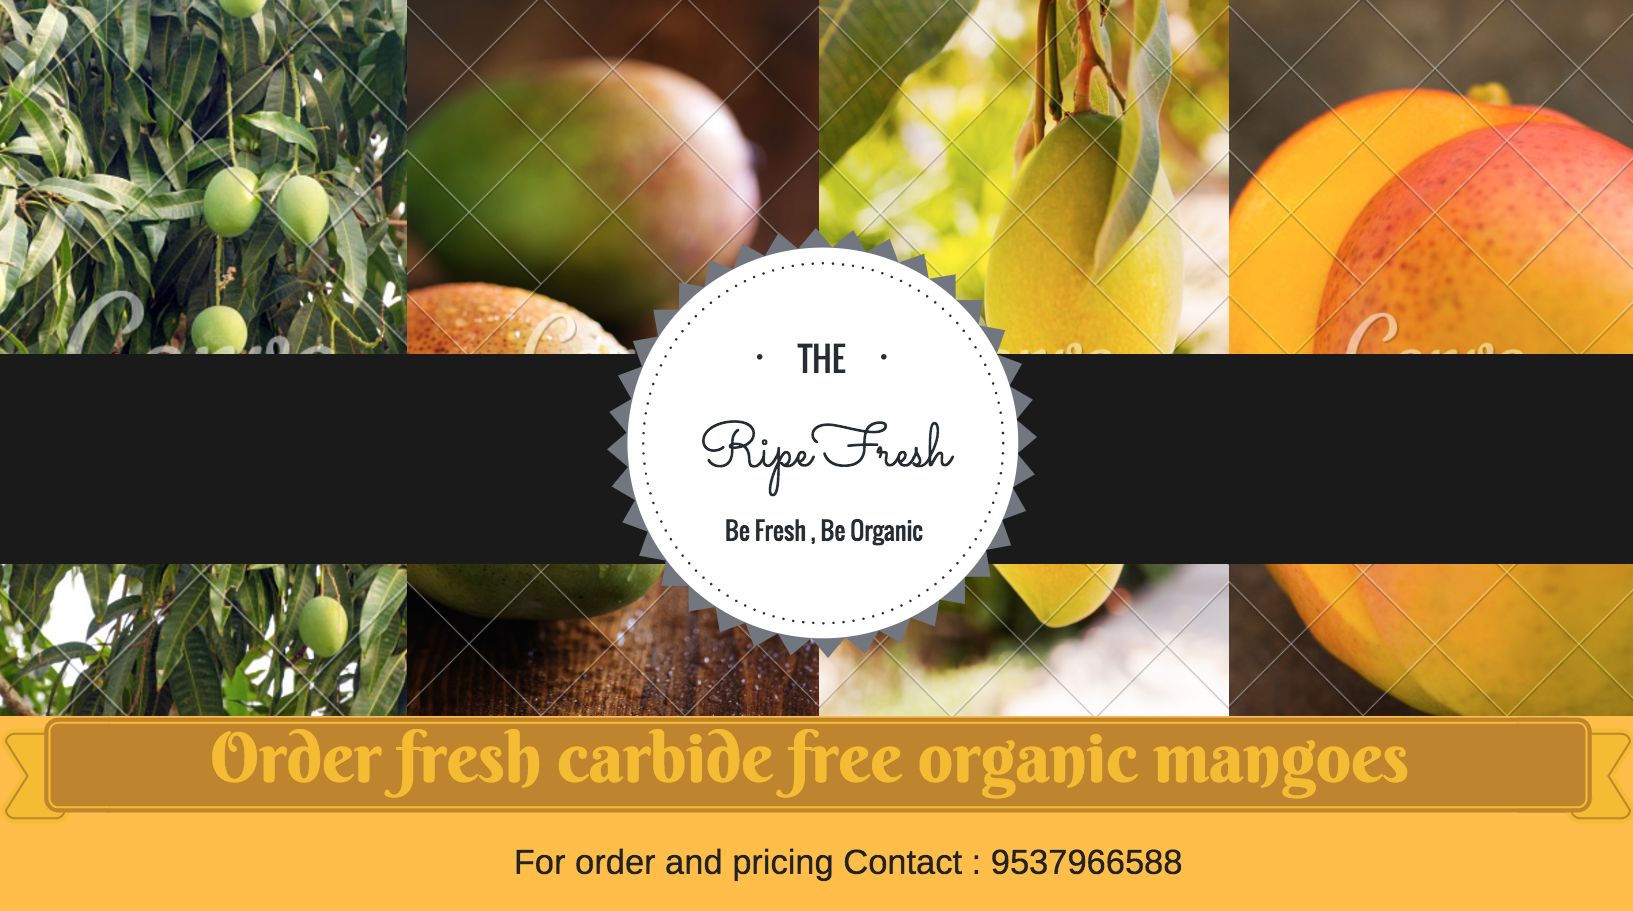 · THE ·
Ripe Fresh
Be Fresh , Be Organic
Order fresh carbide free organic mangoes
For order and pricing Contact : 9537966588